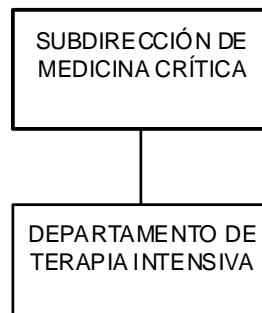 SUBDIRECCIÓN DE
MEDICINA CRÍTICA
DEPARTAMENTO DE
TERAPIA INTENSIVA